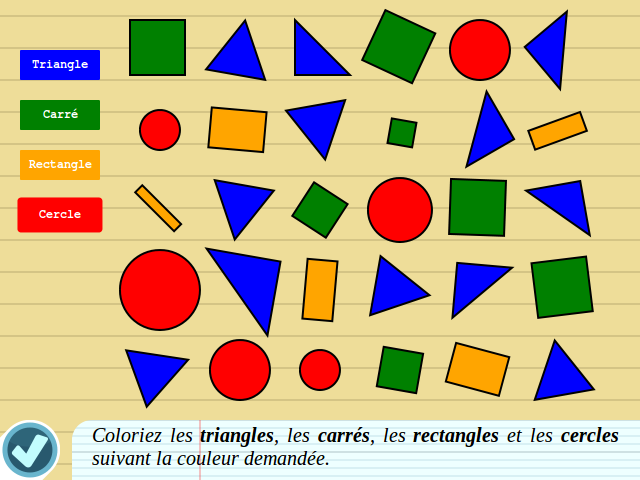 Triangle
Carré
Rectangle
Cercle
Coloriez les triangles, les carrés, les rectangles et les cercles
suivant la couleur demandée.